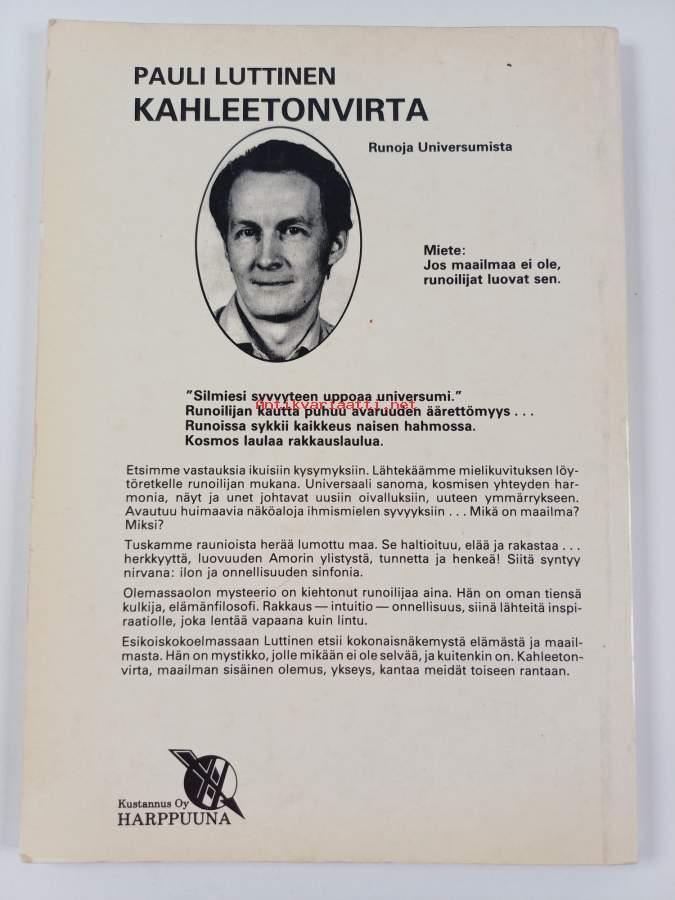 PAULI LUTTINEN
KAHLEETONVIRTA
Runoja Universumista
Miete:
Jos maailmaa ei ole,
runoilijat luovat sen.
"Silmiesi syvyyteen uppoaa universumi."
Antikvariaatti.net
Runoilijan kautta puhuu avaruuden äärettömyys . . .
Runoissa sykkii kaikkeus naisen hahmossa.
Kosmos laulaa rakkauslaulua.
Etsimme vastauksia ikuisiin kysymyksiin. Lähtekäämme mielikuvituksen löy-
töretkelle runoilijan mukana. Universaali sanoma, kosmisen yhteyden har-
monia, näyt ja unet johtavat uusiin oivalluksiin, uuteen ymmärrykseen.
Avautuu huimaavia näköaloja ihmismielen syvyyksiin . . . Mikä on maailma?
Miksi?
Tuskamme raunioista herää lumottu maa. Se haltioituu, elää ja rakastaa . . .
herkkyyttä, luovuuden Amorin ylistystä, tunnetta ja henkeä! Siitä syntyy
nirvana: ilon ja onnellisuuden sinfonia.
Olemassaolon mysteerio on kiehtonut runoilijaa aina. Hän on oman tiensä
kulkija, elämänfilosofi. Rakkaus — intuitio — onnellisuus, siinä lähteitä inspi-
raatiolle, joka lentää vapaana kuin lintu.
Esikoiskokoelmassaan Luttinen etsii kokonaisnäkemystä elämästä ja maail-
masta. Hän on mystikko, jolle mikään ei ole selvää, ja kuitenkin on. Kahleeton-
virta, maailman sisäinen olemus, ykseys, kantaa meidät toiseen rantaan.
Kustannus Oy
HARPPUUNA